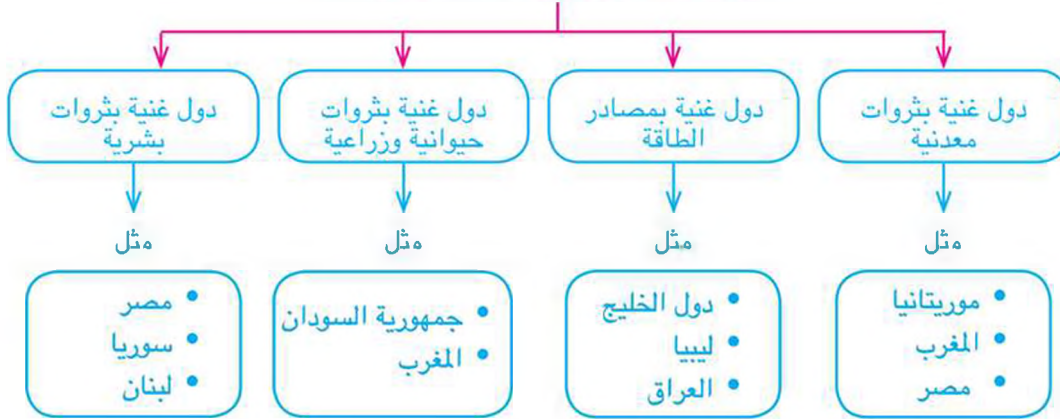 دول غنية بثروات
معدنية
مثل
• موريتانيا
• المغرب
• مصر
دول غنية بمصادر
الطاقة
مثل
• دول الخليج
• ليبيا
• العراق
دول غنية بثروات
حيوانية وزراعية
مثل
• جمهورية السودان
• المغرب
دول غنية بثروات
بشرية
مثل
• مصر
• سوريا
• لبنان